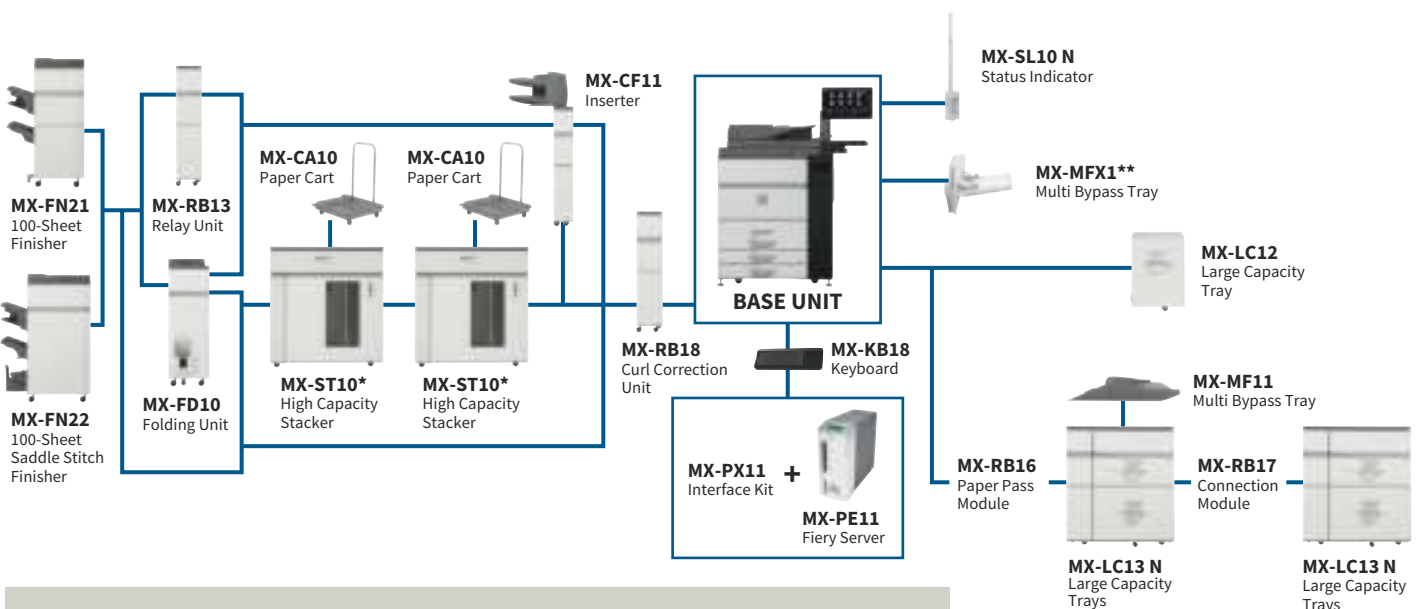 MX-SL10 N
Status Indicator
MX-CF11
Inserter
MX-CA10
Paper Cart
MX-CA10
Paper Cart
MX-MFX1**
Multi Bypass Tray
MX-FN21
100-Sheet
Finisher
MX-RB13
Relay Unit
MX-LC12
Large Capacity
Tray
BASE UNIT
MX-RB18
Curl Correction
Unit
MX-KB18
Keyboard
MX-ST10*
High Capacity
Stacker
MX-ST10*
High Capacity
Stacker
MX-FD10
Folding Unit
MX-FN22
100-Sheet
Saddle Stitch
Finisher
MX-MF11
Multi Bypass Tray
MX-PX11
Interface Kit
+
MX-PE11
Fiery Server
MX-RB16
Paper Pass
Module
MX-RB17
Connection
Module
MX-LC13 N
Large Capacity
Trays
MX-LC13 N
Large Capacity
Trays